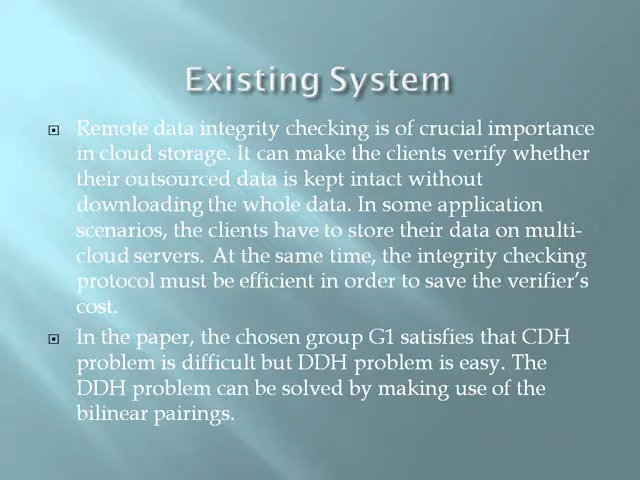 Existing System
Remote data integrity checking is of crucial importance
in cloud storage. It can make the clients verify whether
their outsourced data is kept intact without
downloading the whole data. In some application
scenarios, the clients have to store their data on multi-
cloud servers. At the same time, the integrity checking
protocol must be efficient in order to save the verifier's
cost.
In the paper, the chosen group G1 satisfies that CDH
problem is difficult but DDH problem is easy. The
DDH problem can be solved by making use of the
bilinear pairings.